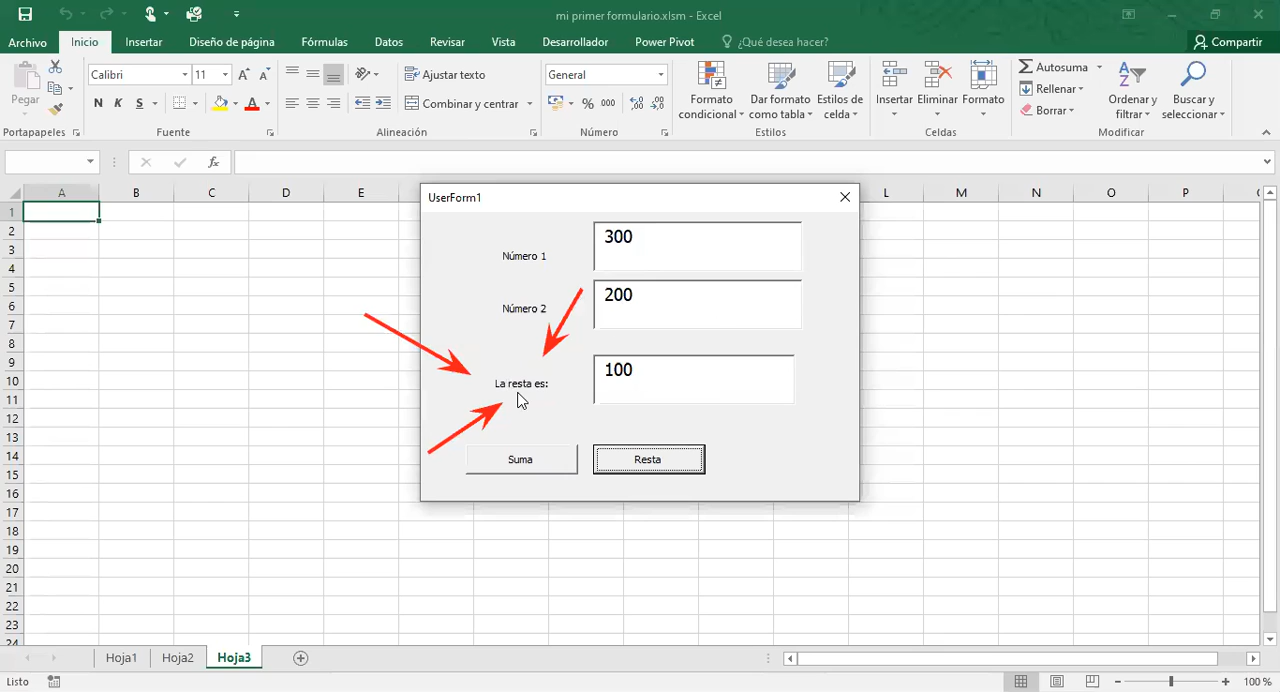 mi primer formulario.xlsm - Excel
Archivo Inicio Insertar Diseño de página Fórmulas Datos Revisar Vista Desarrollador Power Pivot ¿Qué desea hacer? Compartir
Pegar
Calibri 11
N K S
Ajustar texto
Combinar y centrar
General
% 000
Formato condicional
Dar formato como tabla
Estilos de celda
Insertar Eliminar Formato
Autosuma
Rellenar
Borrar
Ordenar y filtrar
Buscar y seleccionar
Portapapeles Fuente Alineación Número Estilos Celdas Modificar
fx
A B C D E L M N O P
1
2
3
4
5
6
7
8
9
10
11
12
13
14
15
16
17
18
19
20
21
22
23
24
UserForm1
Número 1 300
Número 2 200
La resta es: 100
Suma Resta
Hoja1 Hoja2 Hoja3
Listo 100 %